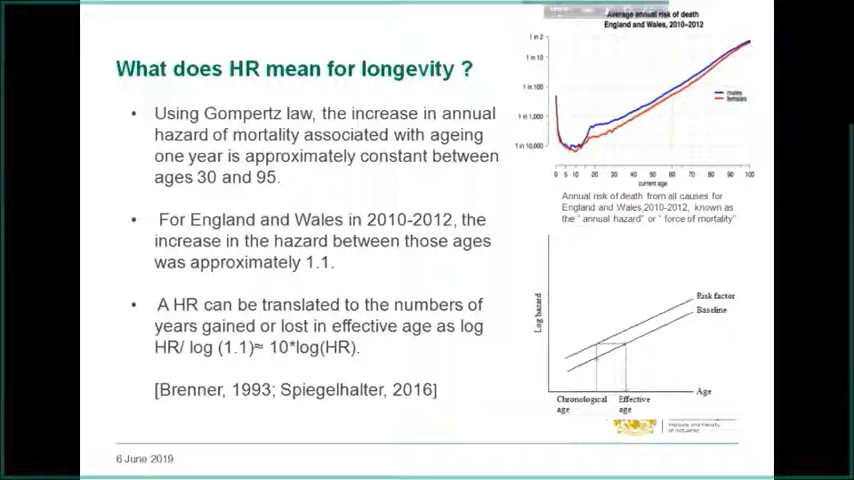 What does HR mean for longevity ?
• Using Gompertz law, the increase in annual
hazard of mortality associated with ageing
one year is approximately constant between
ages 30 and 95.
• For England and Wales in 2010-2012, the
increase in the hazard between those ages
was approximately 1.1.
• A HR can be translated to the numbers of
years gained or lost in effective age as log
HR/ log (1.1)≈ 10*log(HR).
[Brenner, 1993; Spiegelhalter, 2016]
6 June 2019
Average annual risk of death
England and Wales, 2010-2012
1 in 2
1 in 10
1 in 100
1 in 1,000
1 in 10,000
males
females
0 5 10 20 30 40 50 60 70 80 90 100
current age
Annual risk of death from all causes for
England and Wales,2010-2012, known as
the " annual hazard" or " force of mortality"
Log hazard
Risk factor
Baseline
Age
Chronological
age
Effective
age
Institute and Faculty
of Actuaries